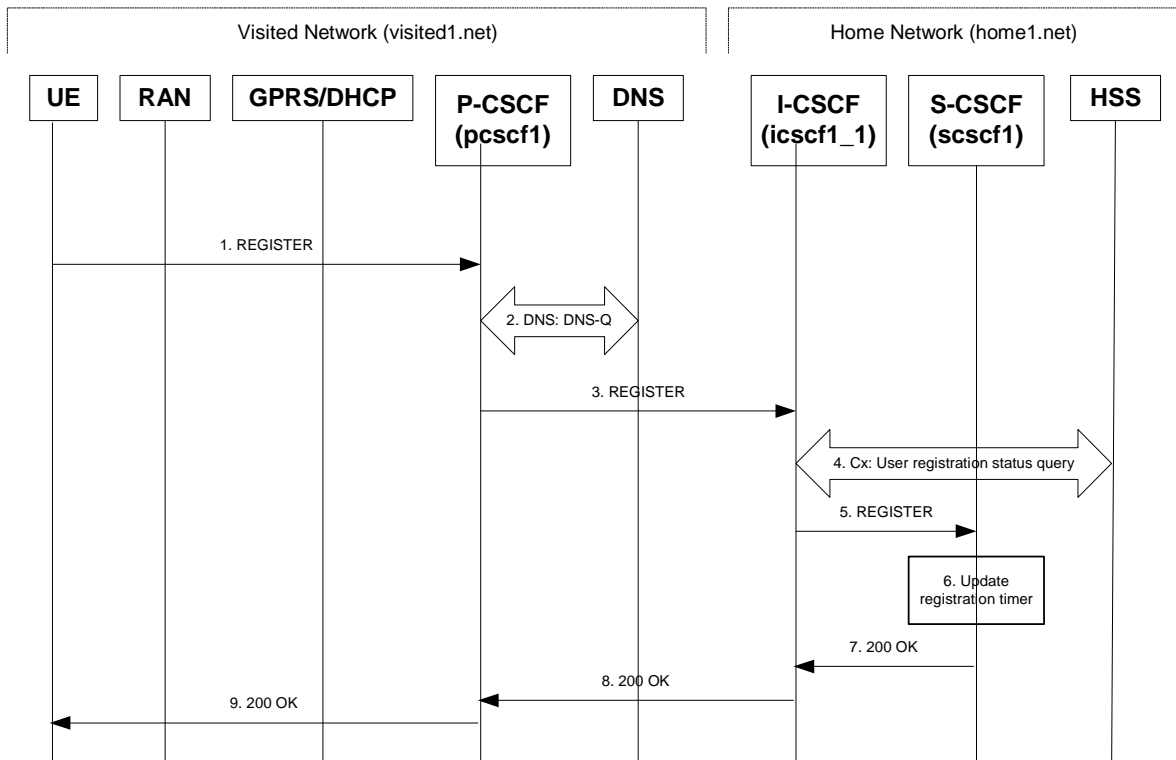 Visited Network (visited1.net)
Home Network (home1.net)
UE
RAN
GPRS/DHCP
P-CSCF
(pcscf1)
DNS
I-CSCF
(icscf1_1)
S-CSCF
(scscf1)
HSS
1. REGISTER
2. DNS: DNS-Q
3. REGISTER
4. Cx: User registration status query
5. REGISTER
6. Update
registration timer
7. 200 OK
8. 200 OK
9. 200 OK